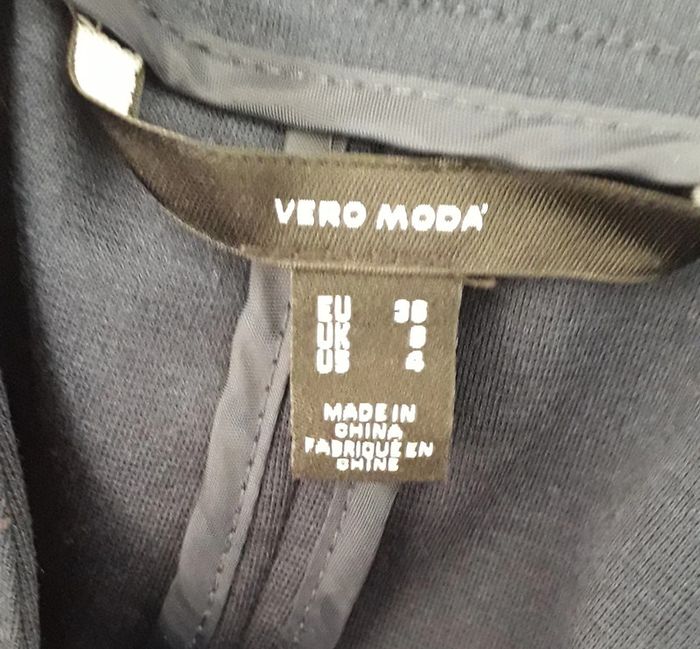 VERO MODA
EU 36
UK 8
US 4
MADE IN
CHINA
FABRIQUÉ EN
CHINE